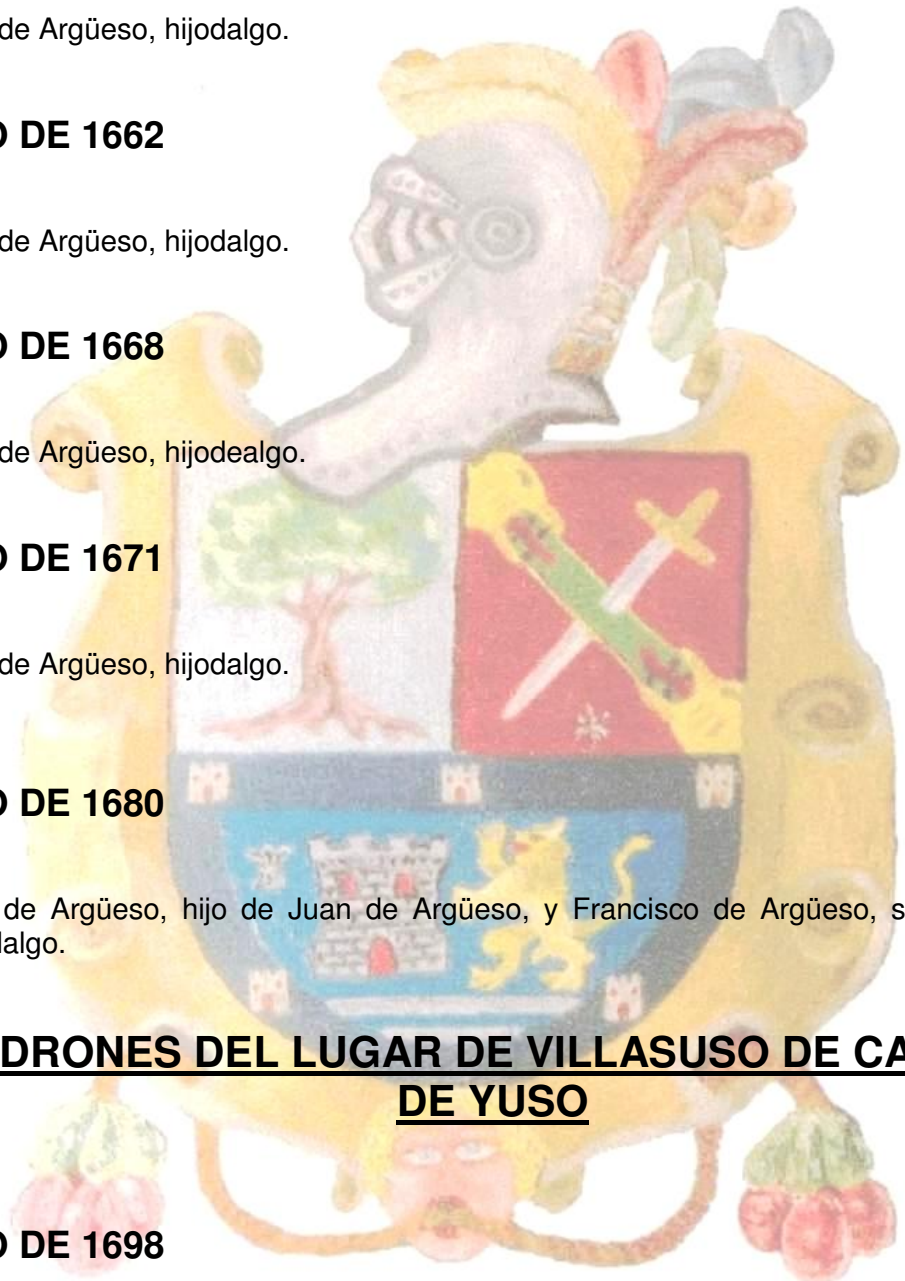 de Argüeso, hijodalgo.
O DE 1662
de Argüeso, hijodalgo.
O DE 1668
de Argüeso, hijodealgo.
O DE 1671
de Argüeso, hijodalgo.
O DE 1680
de Argüeso, hijo de Juan de Argüeso, y Francisco de Argüeso, s
dalgo.
DRONES DEL LUGAR DE VILLASUSO DE CA
DE YUSO
O DE 1698